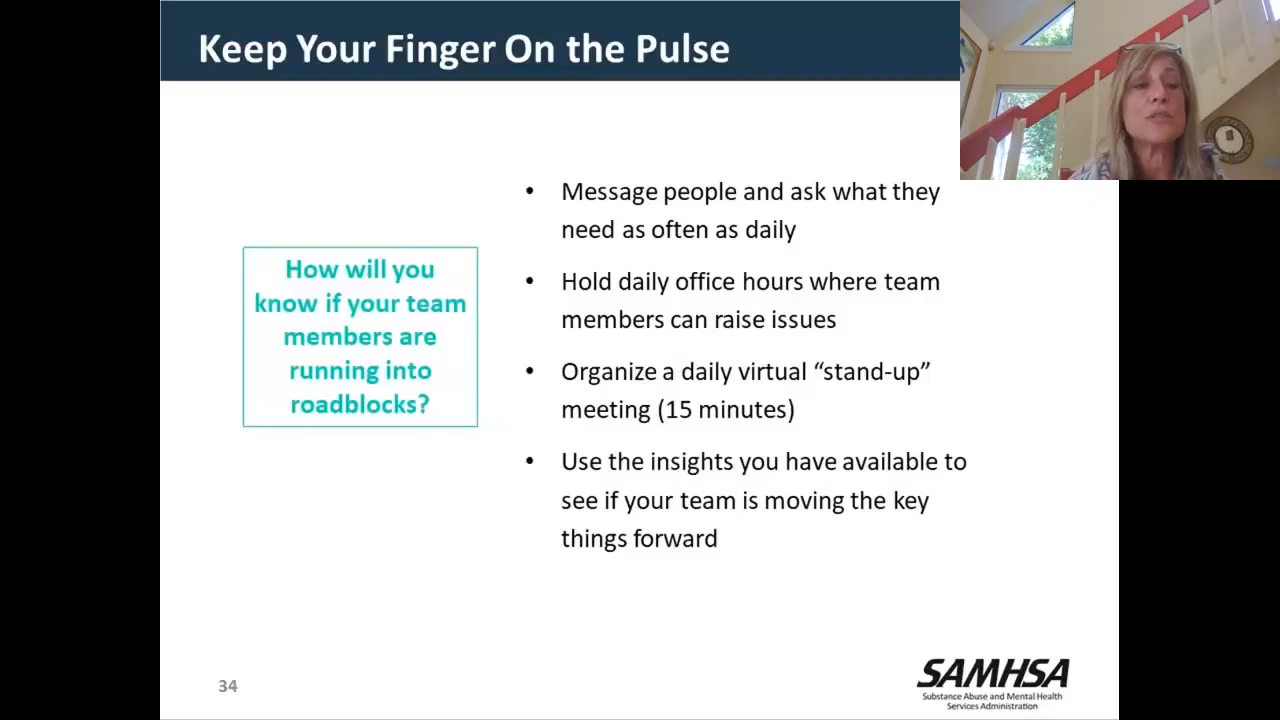 Keep Your Finger On the Pulse
How will you
know if your team
members are
running into
roadblocks?
• Message people and ask what they
need as often as daily
• Hold daily office hours where team
members can raise issues
• Organize a daily virtual “stand-up”
meeting (15 minutes)
• Use the insights you have available to
see if your team is moving the key
things forward
34
SAMHSA
Substance Abuse and Mental Health
Services Administration